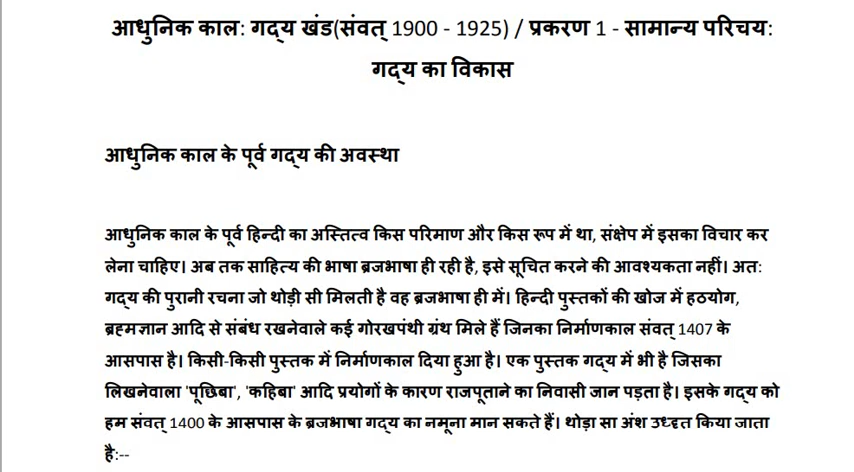 आधुनिक काल: गद्य खंड(संवत् 1900 - 1925) / प्रकरण 1 - सामान्य परिचय:
गद्य का विकास
आधुनिक काल के पूर्व गद्य की अवस्था
आधुनिक काल के पूर्व हिन्दी का अस्तित्व किस परिमाण और किस रूप में था, संक्षेप में इसका विचार कर
लेना चाहिए। अब तक साहित्य की भाषा ब्रजभाषा ही रही है, इसे सूचित करने की आवश्यकता नहीं। अत:
गद्य की पुरानी रचना जो थोड़ी सी मिलती है वह ब्रजभाषा ही में। हिन्दी पुस्तकों की खोज में हठयोग,
ब्रह्मज्ञान आदि से संबंध रखनेवाले कई गोरखपंथी ग्रंथ मिले हैं जिनका निर्माणकाल संवत् 1407 के
आसपास है। किसी-किसी पुस्तक में निर्माणकाल दिया हुआ है। एक पुस्तक गद्य में भी है जिसका
लिखनेवाला 'पूछिबा', 'कहिबा' आदि प्रयोगों के कारण राजपूताने का निवासी जान पड़ता है। इसके गद्य को
हम संवत् 1400 के आसपास के ब्रजभाषा गद्य का नमूना मान सकते हैं। थोड़ा सा अंश उध्दृत किया जाता
है:--